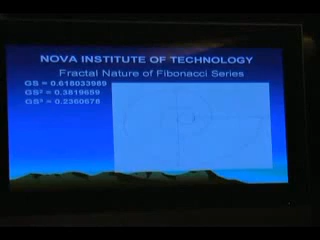 NOVA INSTITUTE OF TECHNOLOGY
Fractal Nature of Fibonacci Series
GS = 0.618033989
GS² = 0.3819659
GS³ = 0.2360678